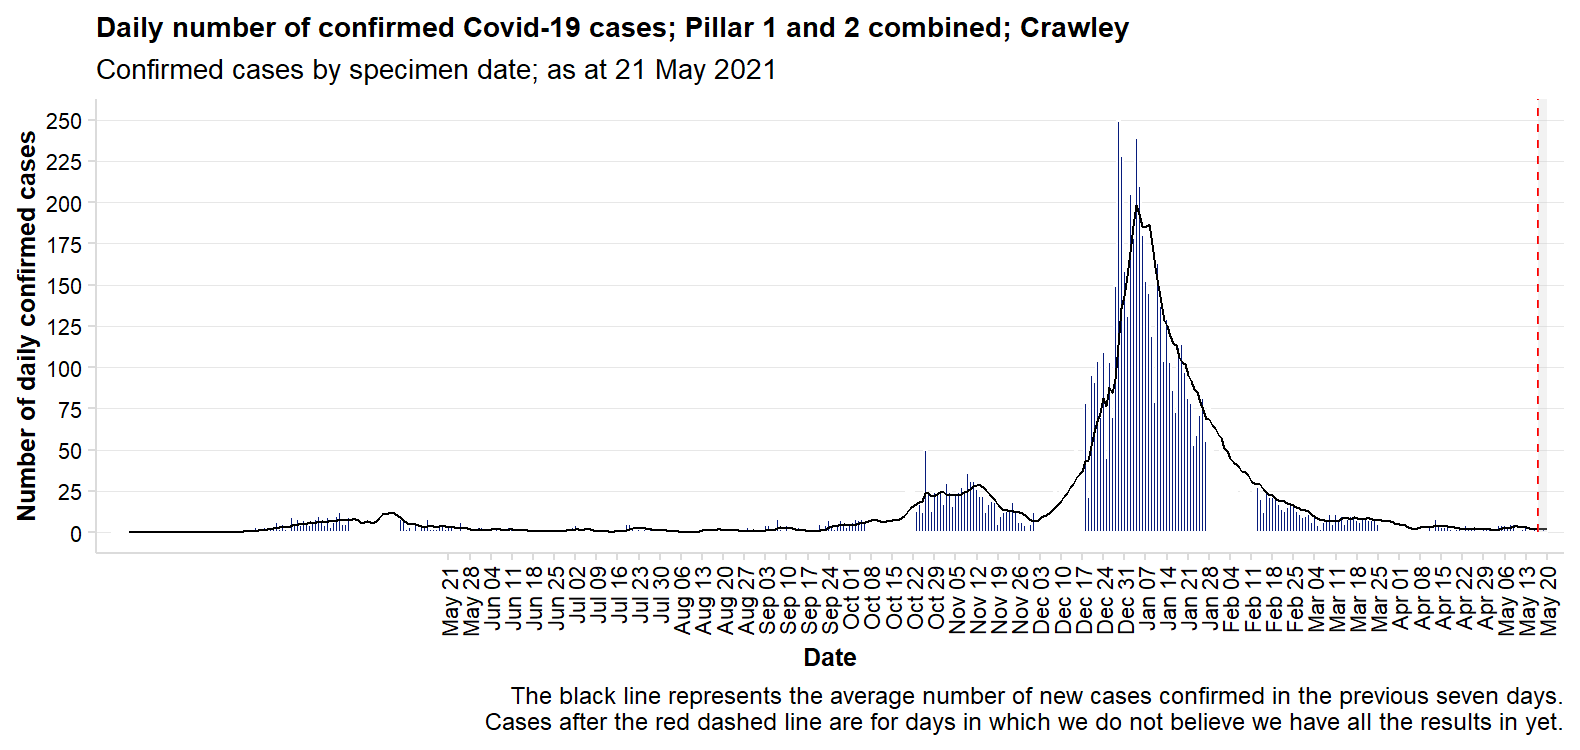 Daily number of confirmed Covid-19 cases; Pillar 1 and 2 combined; Crawley
Confirmed cases by specimen date; as at 21 May 2021
Number of daily confirmed cases
250
225
200
175
150
125
100
75
50
25
0
May 21
May 28
Jun 04
Jun 11
Jun 18
Jun 25
Jul 02
Jul 09
Jul 16
Jul 23
Jul 30
Aug 06
Aug 13
Aug 20
Aug 27
Sep 03
Sep 10
Sep 17
Sep 24
Oct 01
Oct 08
Oct 15
Oct 22
Oct 29
Nov 05
Nov 12
Nov 19
Nov 26
Dec 03
Dec 10
Dec 17
Dec 24
Dec 31
Jan 07
Jan 14
Jan 21
Jan 28
Feb 04
Feb 11
Feb 18
Feb 25
Mar 04
Mar 11
Mar 18
Mar 25
Apr 01
Apr 08
Apr 15
Apr 22
Apr 29
May 06
May 13
May 20
Date
The black line represents the average number of new cases confirmed in the previous seven days.
Cases after the red dashed line are for days in which we do not believe we have all the results in yet.